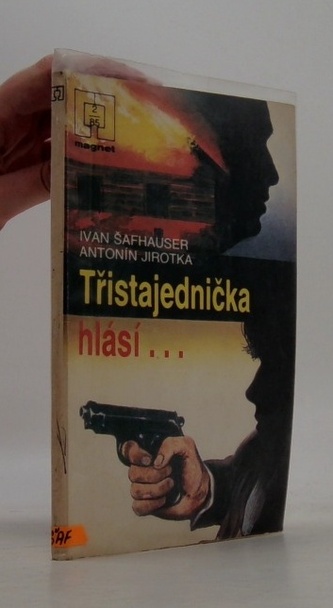 2
85
magnet
IVAN ŠAFHAUSER
ANTONÍN JIROTKA
Třistajednička
hlásí...
ŠAF